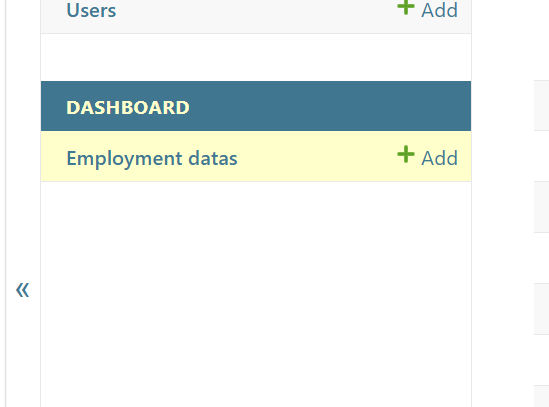 Users + Add
DASHBOARD
Employment datas + Add
«